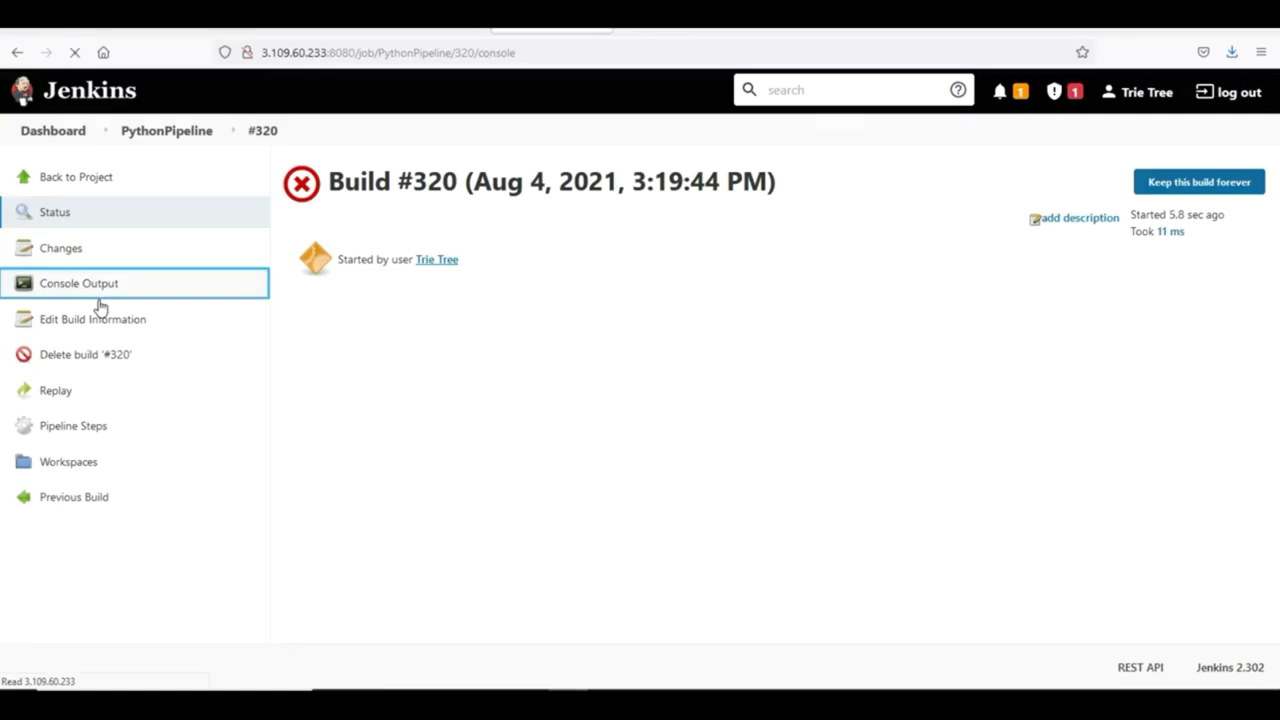 3.109.60.233:8080/job/PythonPipeline/320/console
Jenkins
search
1
1
Trie Tree
log out
Dashboard
PythonPipeline
#320
Back to Project
Status
Changes
Console Output
Edit Build Information
Delete build '#320'
Replay
Pipeline Steps
Workspaces
Previous Build
Build #320 (Aug 4, 2021, 3:19:44 PM)
Keep this build forever
add description
Started 5.8 sec ago
Took 11 ms
Started by user Trie Tree
REST API
Jenkins 2.302
Read 3.109.60.233